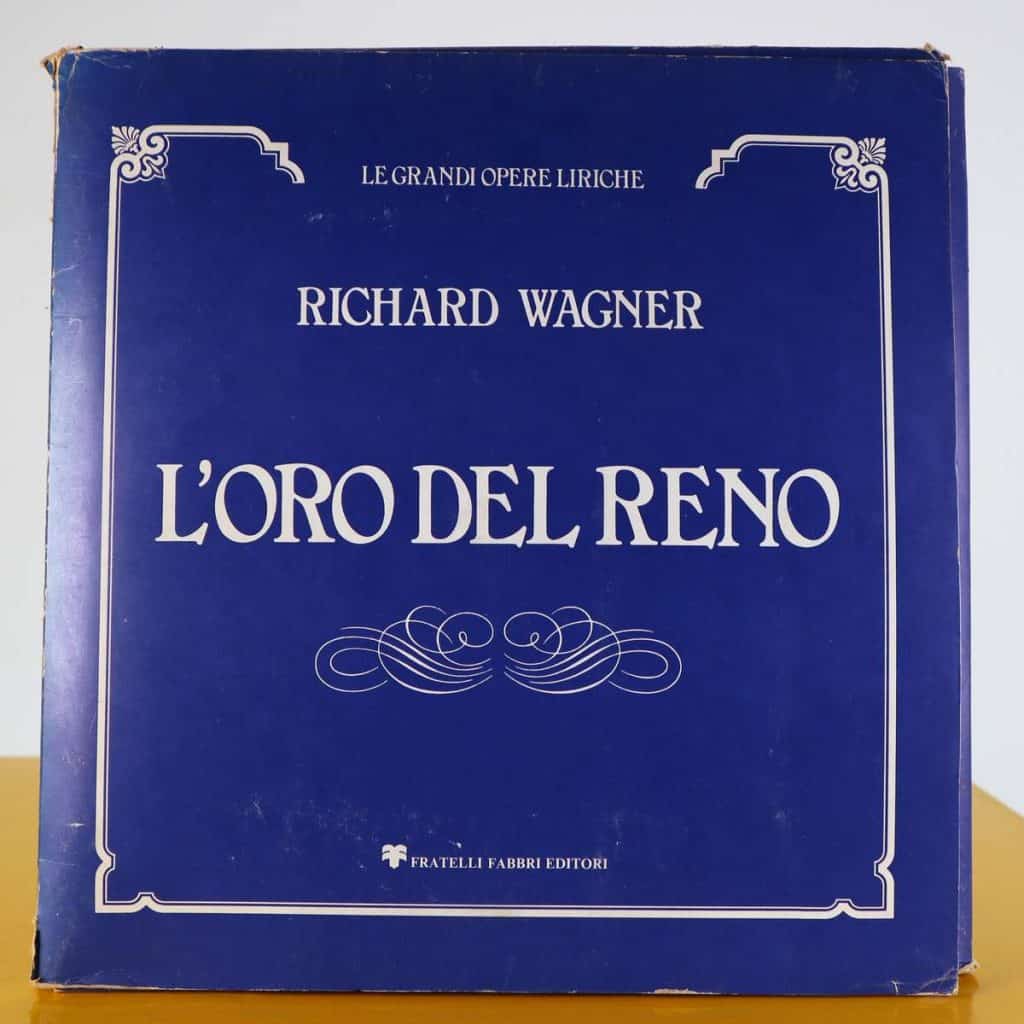 LE GRANDI OPERE LIRICHE
RICHARD WAGNER
L'ORO DEL RENO
FRATELLI FABBRI EDITORI